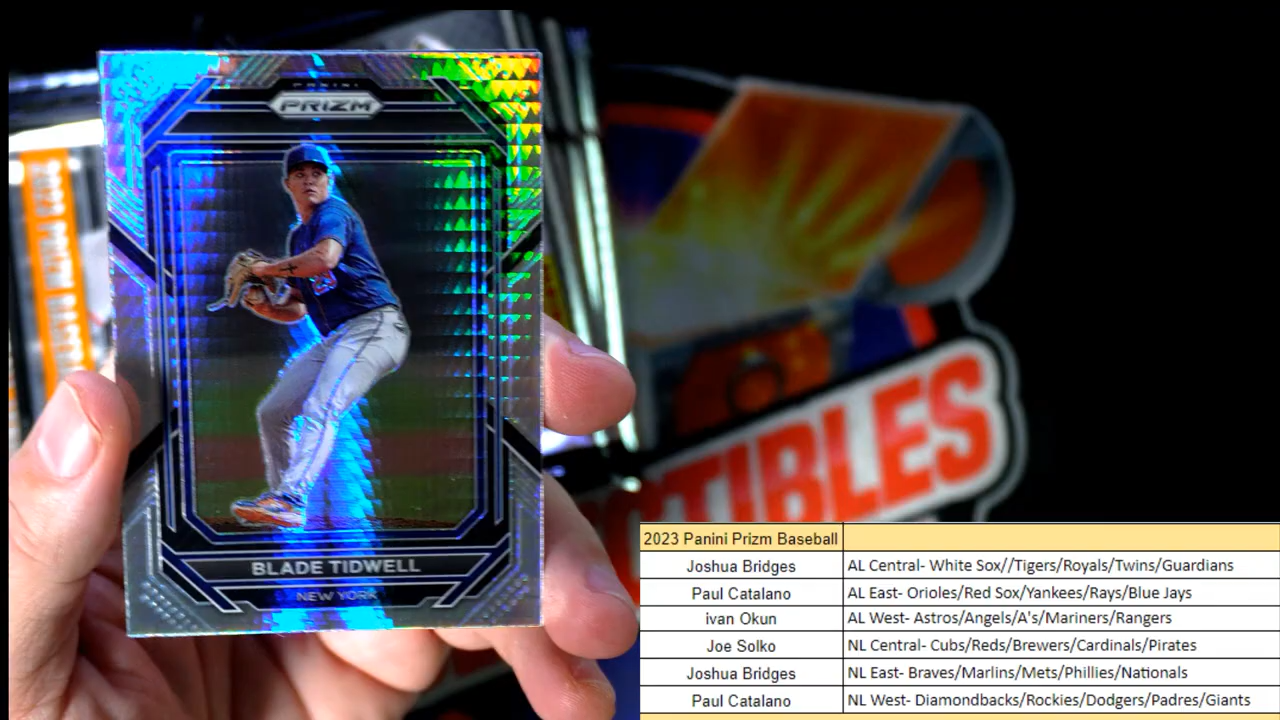 PANINI
PRIZM
BLADE TIDWELL
NEW YORK
TIBLES
2023 Panini Prizm Baseball
Joshua Bridges AL Central- White Sox//Tigers/Royals/Twins/Guardians
Paul Catalano AL East- Orioles/Red Sox/Yankees/Rays/Blue Jays
ivan Okun AL West- Astros/Angels/A's/Mariners/Rangers
Joe Solko NL Central- Cubs/Reds/Brewers/Cardinals/Pirates
Joshua Bridges NL East- Braves/Marlins/Mets/Phillies/Nationals
Paul Catalano NL West- Diamondbacks/Rockies/Dodgers/Padres/Giants